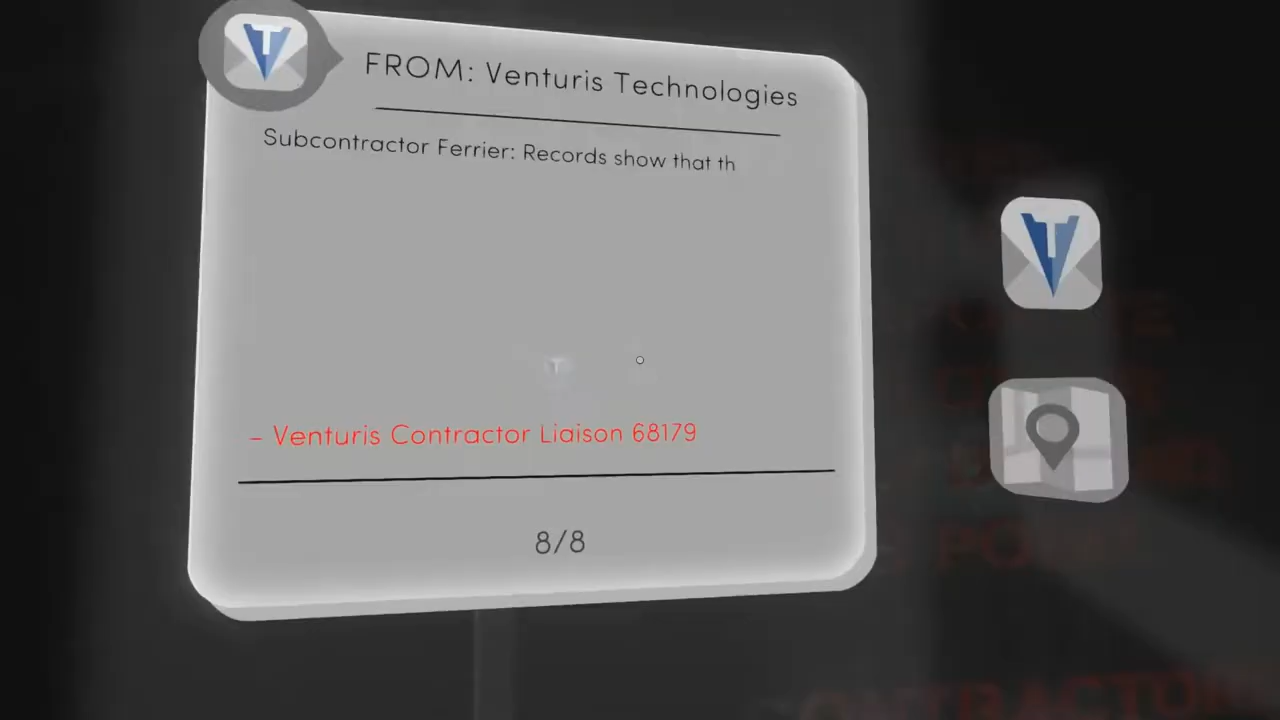 FROM: Venturis Technologies
Subcontractor Ferrier: Records show that th
– Venturis Contractor Liaison 68179
8/8